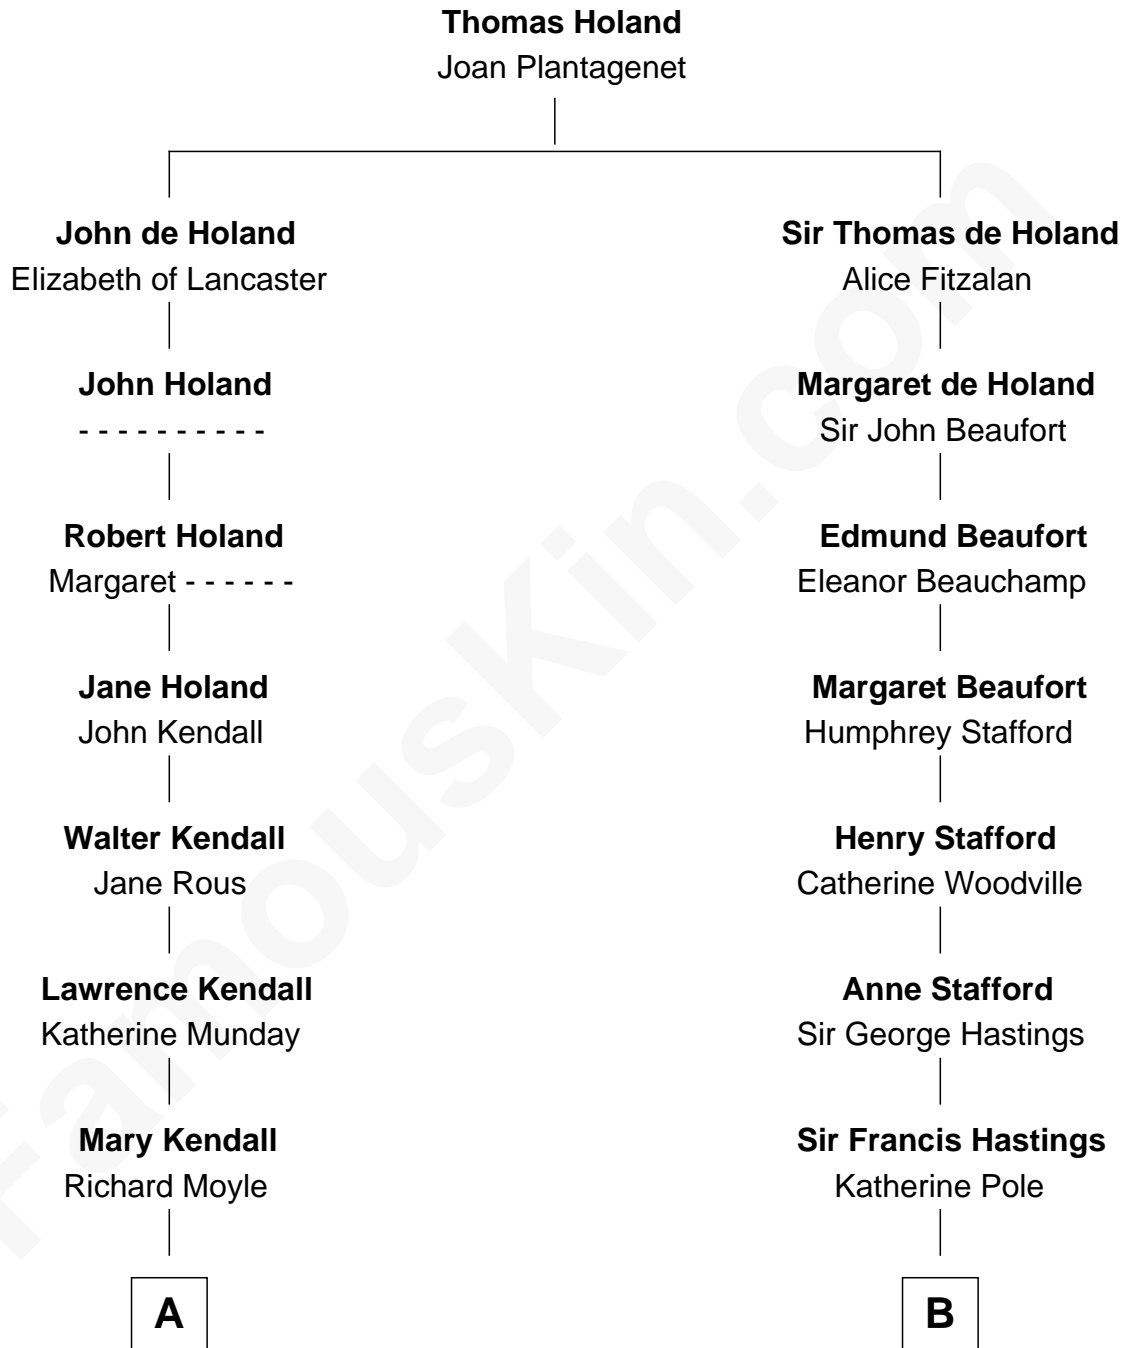 Thomas Holand
Joan Plantagenet
John de Holand
Elizabeth of Lancaster
John Holand
- - - - - - - - - -
Robert Holand
Margaret - - - - - -
Jane Holand
John Kendall
Walter Kendall
Jane Rous
Lawrence Kendall
Katherine Munday
Mary Kendall
Richard Moyle
A
Sir Thomas de Holand
Alice Fitzalan
Margaret de Holand
Sir John Beaufort
Edmund Beaufort
Eleanor Beauchamp
Margaret Beaufort
Humphrey Stafford
Henry Stafford
Catherine Woodville
Anne Stafford
Sir George Hastings
Sir Francis Hastings
Katherine Pole
B
FamousKin.com